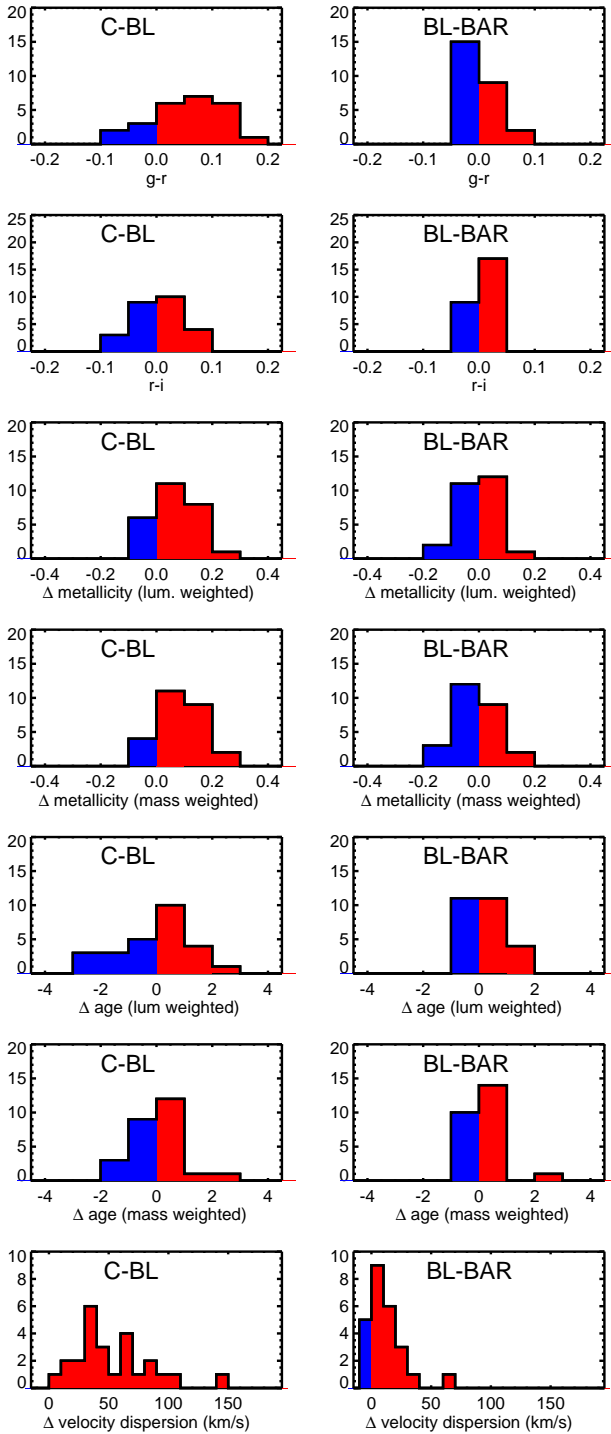 C-BL BL-BAR
20 20
15 15
10 10
5 5
0 0
-0.2 -0.1 0.0 0.1 0.2 -0.2 -0.1 0.0 0.1 0.2
g-r g-r
C-BL BL-BAR
25 25
20 20
15 15
10 10
5 5
0 0
-0.2 -0.1 0.0 0.1 0.2 -0.2 -0.1 0.0 0.1 0.2
r-i r-i
C-BL BL-BAR
20 20
15 15
10 10
5 5
0 0
-0.4 -0.2 0.0 0.2 0.4 -0.4 -0.2 0.0 0.2 0.4
Δ metallicity (lum. weighted) Δ metallicity (lum. weighted)
C-BL BL-BAR
20 20
15 15
10 10
5 5
0 0
-0.4 -0.2 0.0 0.2 0.4 -0.4 -0.2 0.0 0.2 0.4
Δ metallicity (mass weighted) Δ metallicity (mass weighted)
C-BL BL-BAR
20 20
15 15
10 10
5 5
0 0
-4 -2 0 2 4 -4 -2 0 2 4
Δ age (lum weighted) Δ age (lum weighted)
C-BL BL-BAR
20 20
15 15
10 10
5 5
0 0
-4 -2 0 2 4 -4 -2 0 2 4
Δ age (mass weighted) Δ age (mass weighted)
C-BL BL-BAR
10 10
8 8
6 6
4 4
2 2
0 0
0 50 100 150 0 50 100 150
Δ velocity dispersion (km/s) Δ velocity dispersion (km/s)